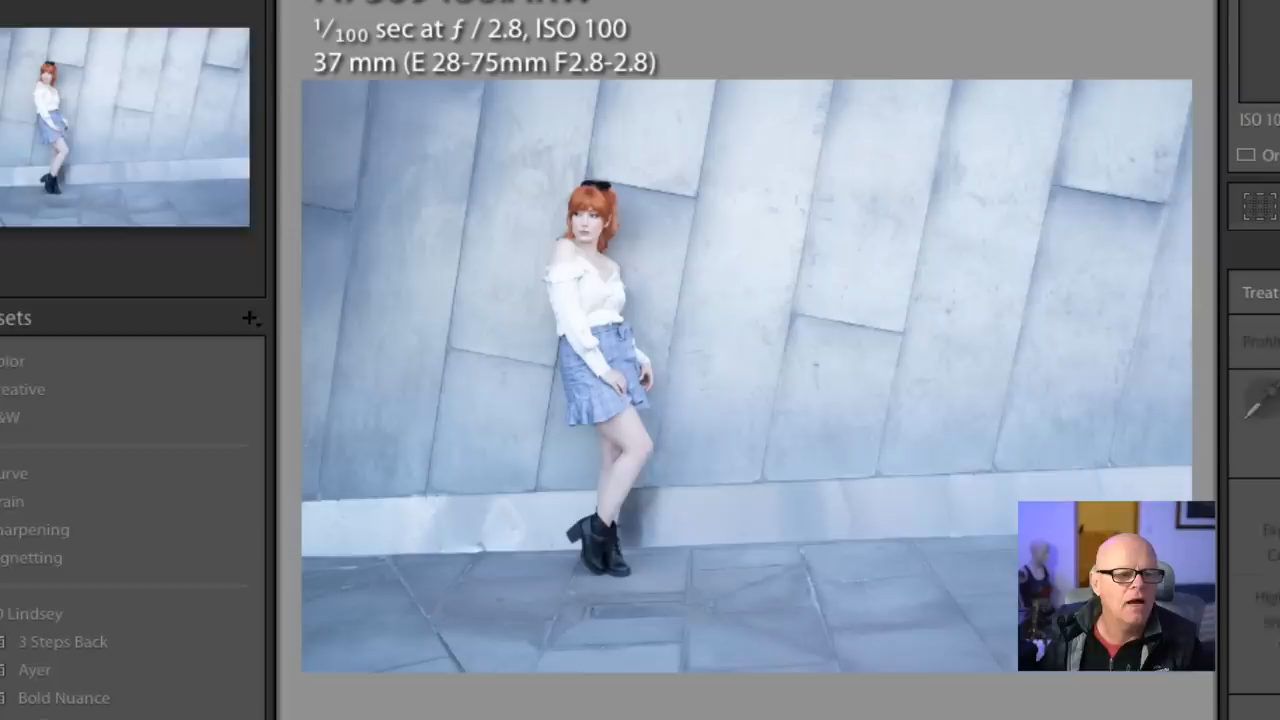 ¹⁄₁₀₀ sec at ƒ / 2.8, ISO 100
37 mm (E 28-75mm F2.8-2.8)
ISO 10
sets
olor
reative
&W
urve
rain
harpening
gnetting
Lindsey
3 Steps Back
Ayer
Bold Nuance
Treat